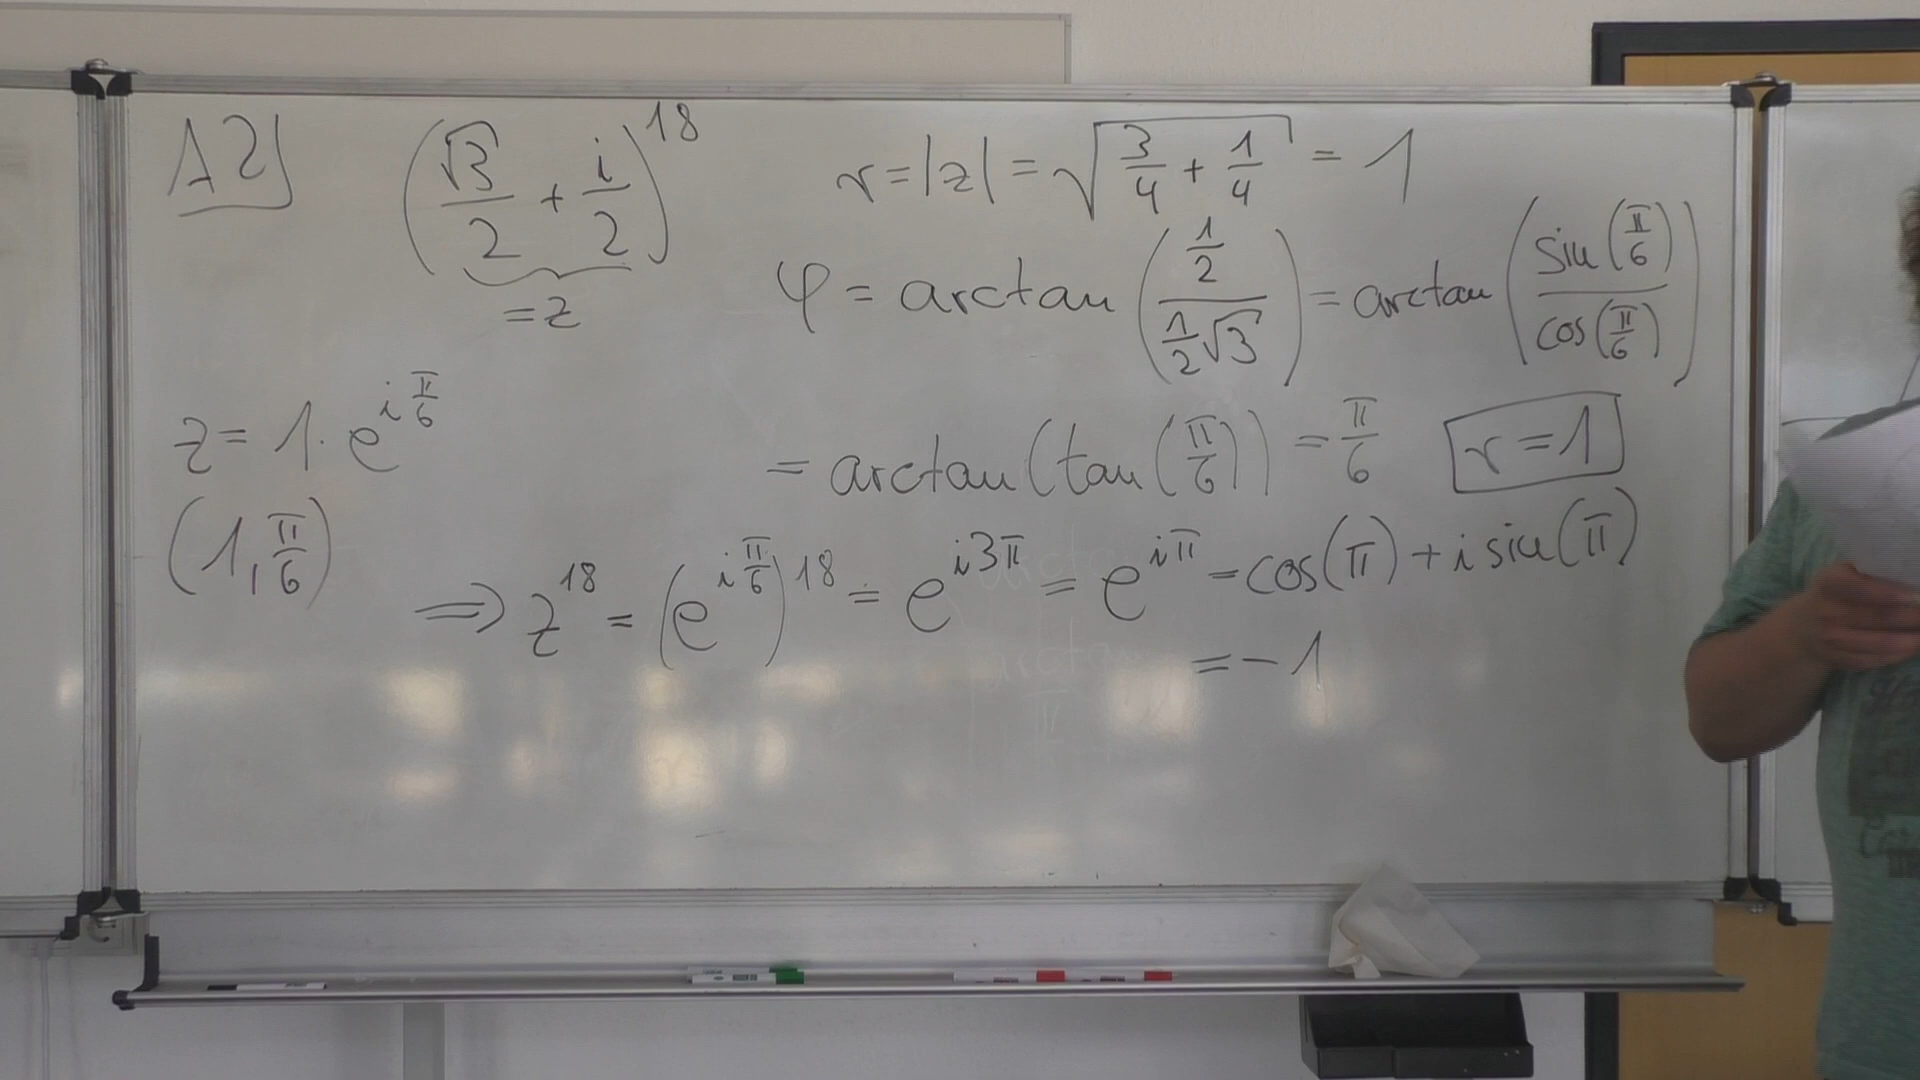 A2)
(√3/2 + i/2)^18
= z
r = |z| = √(3/4 + 1/4) = 1
φ = arctan((1/2)/(1/2 √3)) = arctan(sin(π/6)/cos(π/6))
= arctan(tan(π/6)) = π/6
r = 1
z = 1 · e^(i π/6)
(1, π/6)
⇒ z^18 = (e^(i π/6))^18 = e^(i3π) = e^(iπ) = cos(π) + i sin(π)
= -1